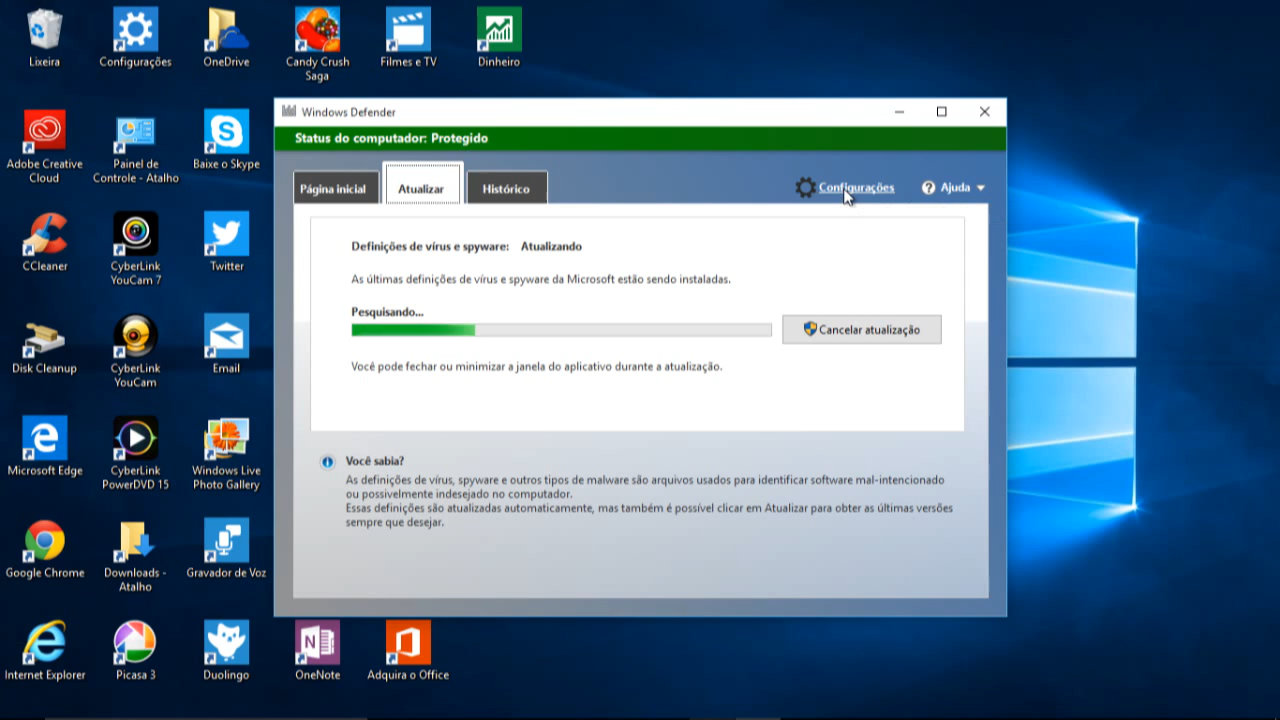 Lixeira
Configurações
OneDrive
Candy Crush
Saga
Filmes e TV
Dinheiro
Adobe Creative
Cloud
Painel de
Controle - Atalho
Baixe o Skype
CCleaner
CyberLink
YouCam 7
Twitter
Disk Cleanup
CyberLink
YouCam
Email
Microsoft Edge
CyberLink
PowerDVD 15
Windows Live
Photo Gallery
Google Chrome
Downloads -
Atalho
Gravador de Voz
Internet Explorer
Picasa 3
Duolingo
OneNote
Adquira o Office
Windows Defender
Status do computador: Protegido
Página inicial
Atualizar
Histórico
Configurações
Ajuda
Definições de vírus e spyware: Atualizando
As últimas definições de vírus e spyware da Microsoft estão sendo instaladas.
Pesquisando...
Cancelar atualização
Você pode fechar ou minimizar a janela do aplicativo durante a atualização.
Você sabia?
As definições de vírus, spyware e outros tipos de malware são arquivos usados para identificar software mal-intencionado
ou possivelmente indesejado no computador.
Essas definições são atualizadas automaticamente, mas também é possível clicar em Atualizar para obter as últimas versões
sempre que desejar.